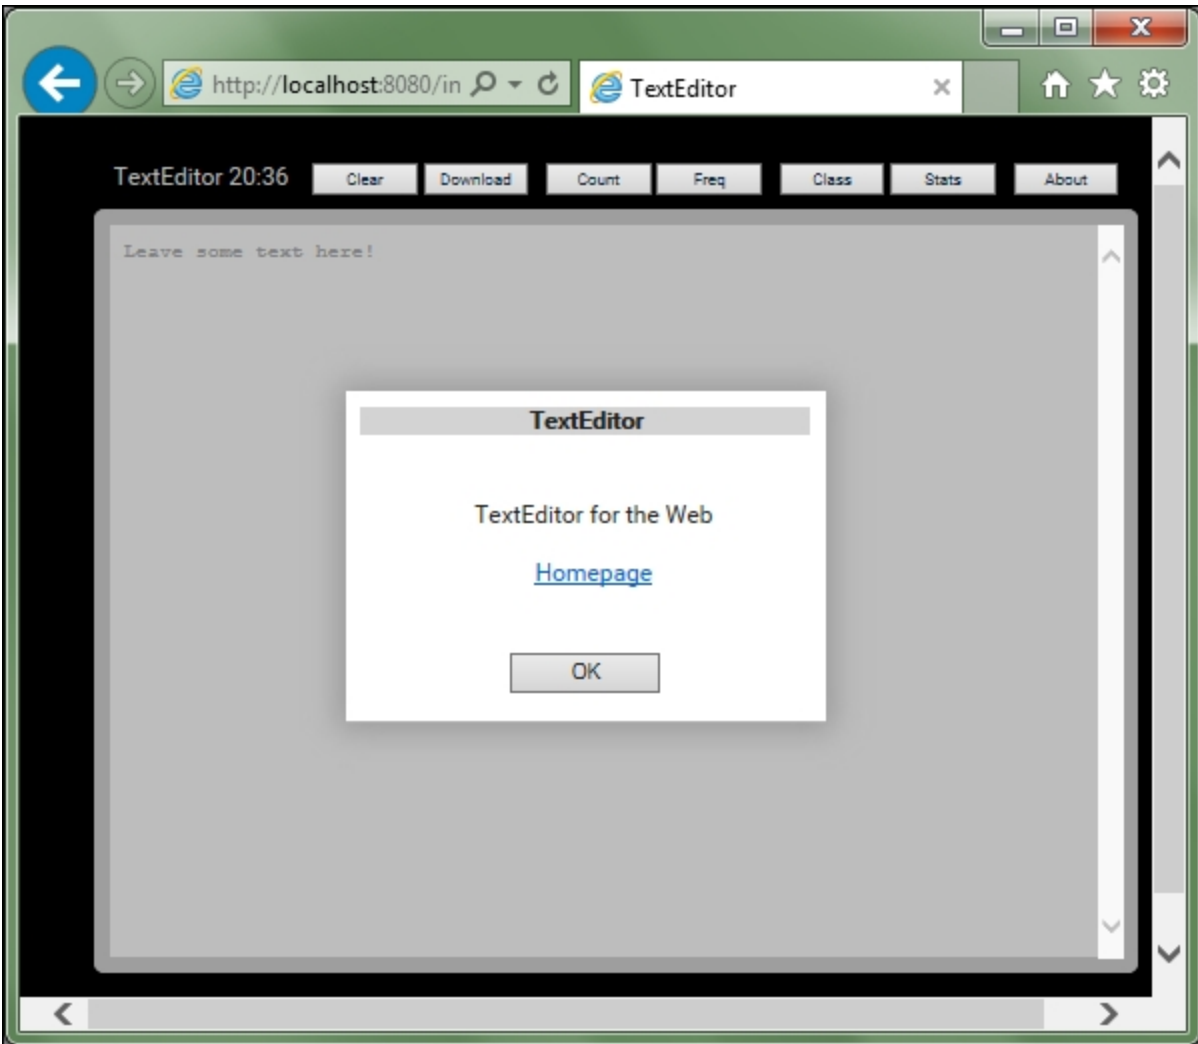 http://localhost:8080/in TextEditor
TextEditor 20:36 Clear Download Count Freq Class Stats About
Leave some text here!
TextEditor
TextEditor for the Web
Homepage
OK